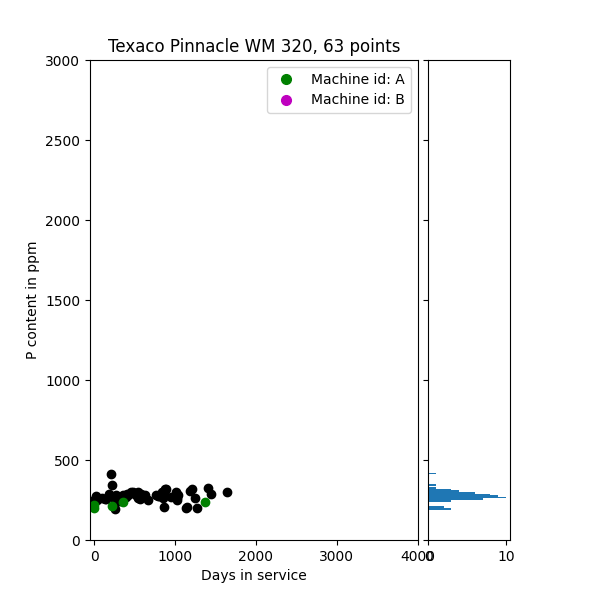 Texaco Pinnacle WM 320, 63 points
Machine id: A
Machine id: B
P content in ppm
3000
2500
2000
1500
1000
500
0
0 1000 2000 3000 4000
0 10
Days in service